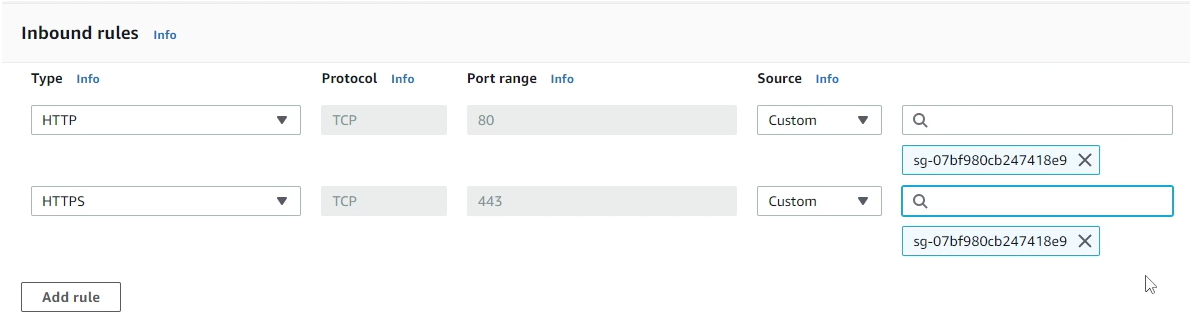 Inbound rules Info
Type Info Protocol Info Port range Info Source Info
HTTP TCP 80 Custom
sg-07bf980cb247418e9
HTTPS TCP 443 Custom
sg-07bf980cb247418e9
Add rule